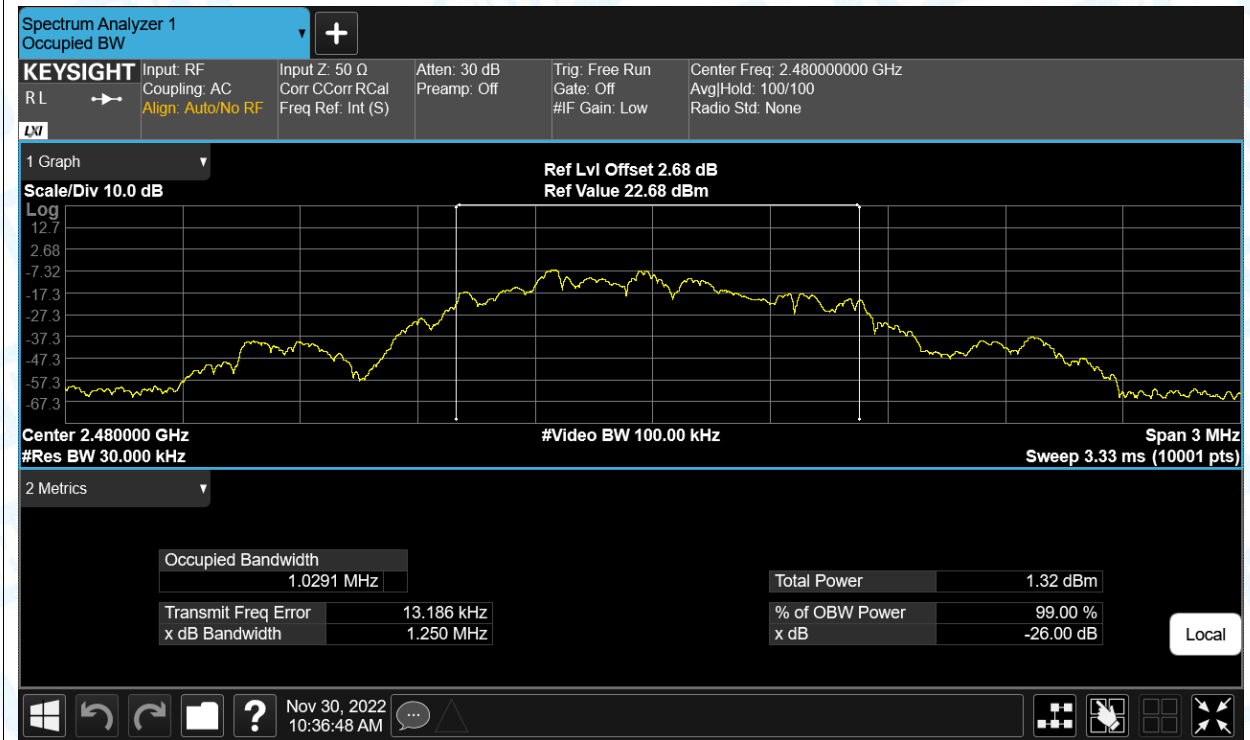 Spectrum Analyzer 1
Occupied BW
KEYSIGHT
R L
LXI
Input: RF
Coupling: AC
Align: Auto/No RF
Input Z: 50 Ω
Corr CCorr RCal
Freq Ref: Int (S)
Atten: 30 dB
Preamp: Off
Trig: Free Run
Gate: Off
#IF Gain: Low
Center Freq: 2.480000000 GHz
Avg|Hold: 100/100
Radio Std: None
1 Graph
Scale/Div 10.0 dB
Ref Lvl Offset 2.68 dB
Ref Value 22.68 dBm
Log
12.7
2.68
-7.32
-17.3
-27.3
-37.3
-47.3
-57.3
-67.3
Center 2.480000 GHz
#Video BW 100.00 kHz
Span 3 MHz
#Res BW 30.000 kHz
Sweep 3.33 ms (10001 pts)
2 Metrics
Occupied Bandwidth
1.0291 MHz
Transmit Freq Error 13.186 kHz
x dB Bandwidth 1.250 MHz
Total Power 1.32 dBm
% of OBW Power 99.00 %
x dB -26.00 dB
Local
?
Nov 30, 2022
10:36:48 AM